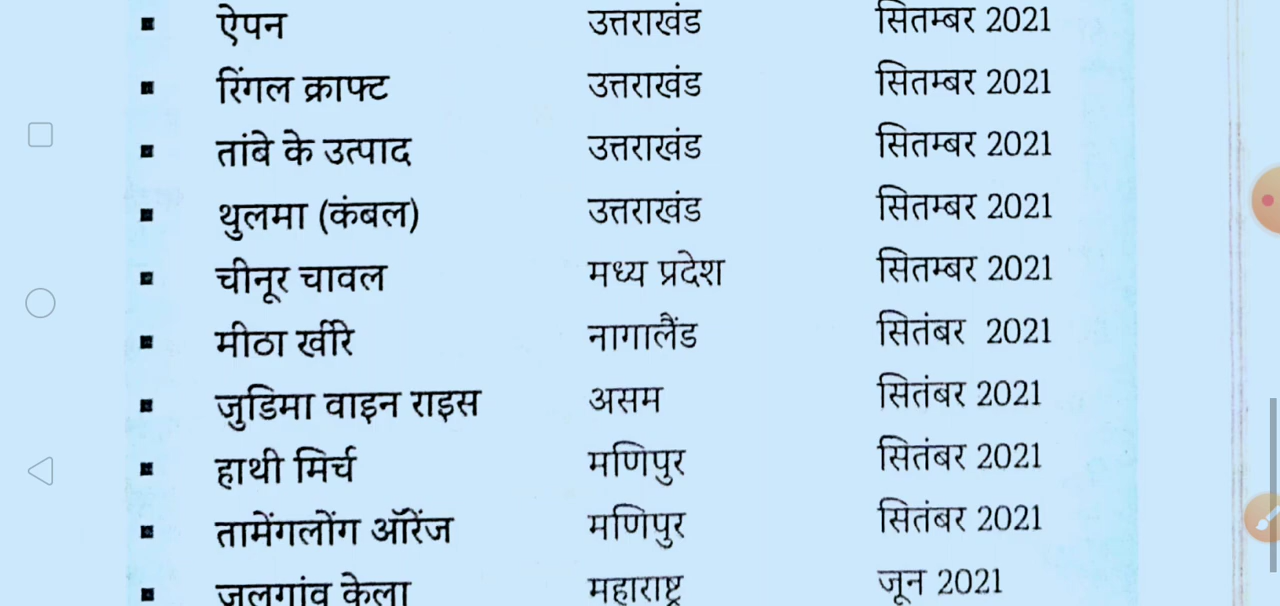 ▪ ऐपन उत्तराखंड सितम्बर 2021
▪ रिंगल क्राफ्ट उत्तराखंड सितम्बर 2021
▪ तांबे के उत्पाद उत्तराखंड सितम्बर 2021
▪ थुलमा (कंबल) उत्तराखंड सितम्बर 2021
▪ चीनूर चावल मध्य प्रदेश सितम्बर 2021
▪ मीठा खीरे नागालैंड सितंबर 2021
▪ जुडिमा वाइन राइस असम सितंबर 2021
▪ हाथी मिर्च मणिपुर सितंबर 2021
▪ तामेंगलोंग ऑरेंज मणिपुर सितंबर 2021
▪ जलगांव केला महाराष्ट्र जून 2021